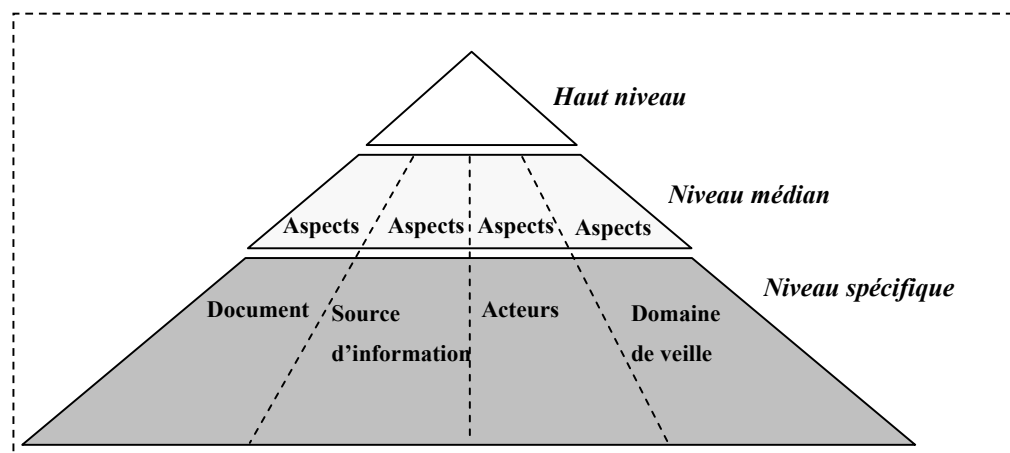 Haut niveau
Niveau médian
Aspects Aspects Aspects Aspects
Niveau spécifique
Document
Source
d’information
Acteurs
Domaine
de veille